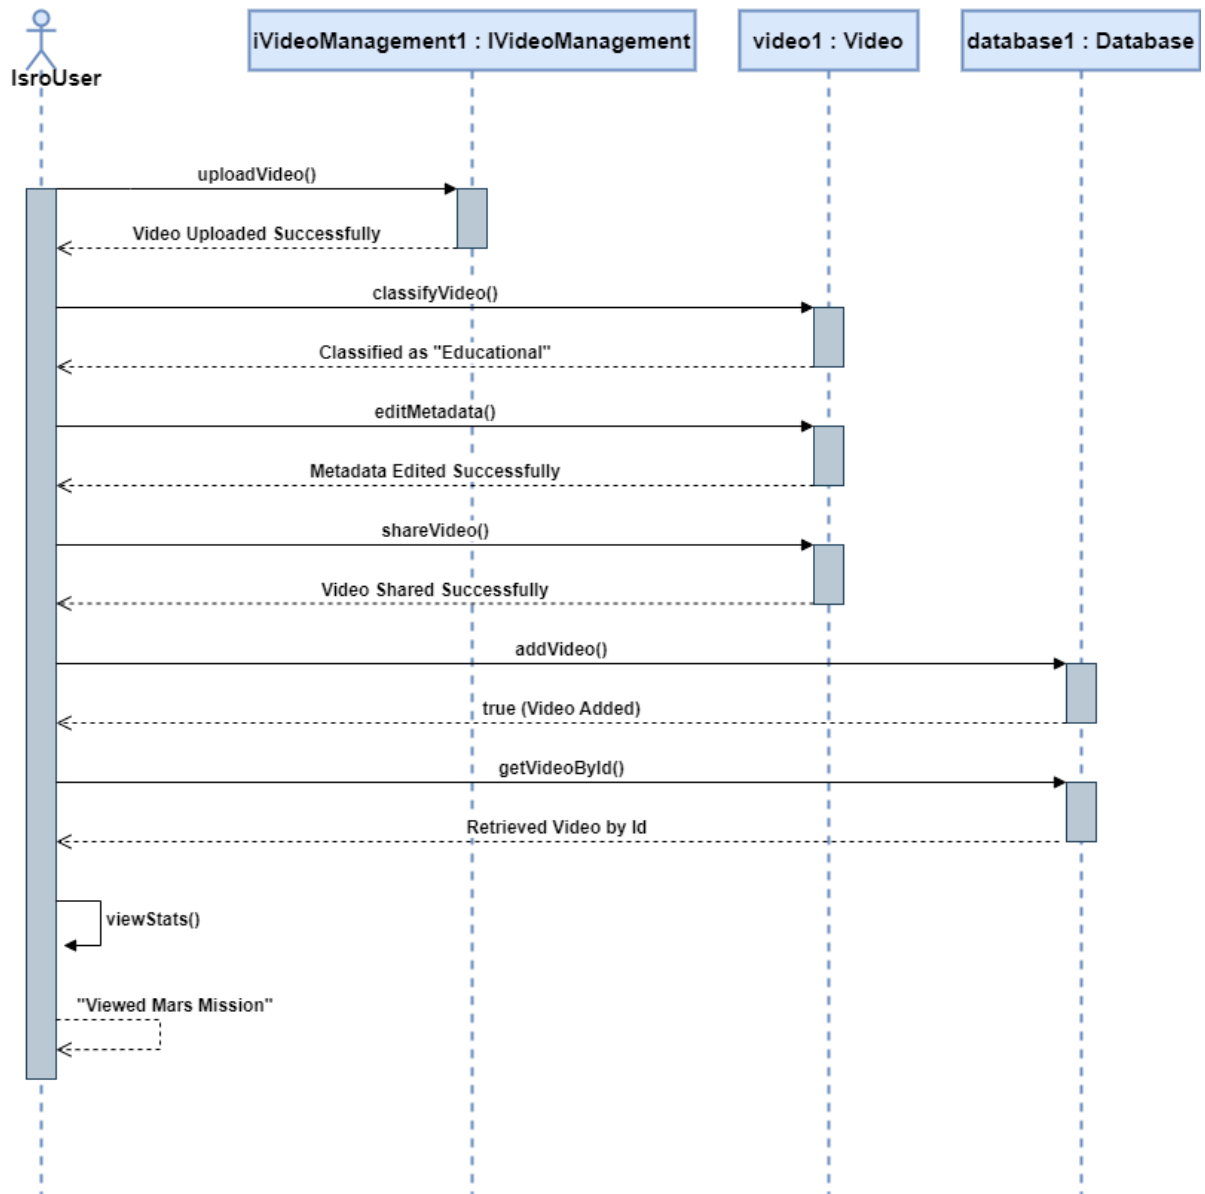 IsroUser
iVideoManagement1 : IVideoManagement
video1 : Video
database1 : Database
uploadVideo()
Video Uploaded Successfully
classifyVideo()
Classified as "Educational"
editMetadata()
Metadata Edited Successfully
shareVideo()
Video Shared Successfully
addVideo()
true (Video Added)
getVideoById()
Retrieved Video by Id
viewStats()
"Viewed Mars Mission"